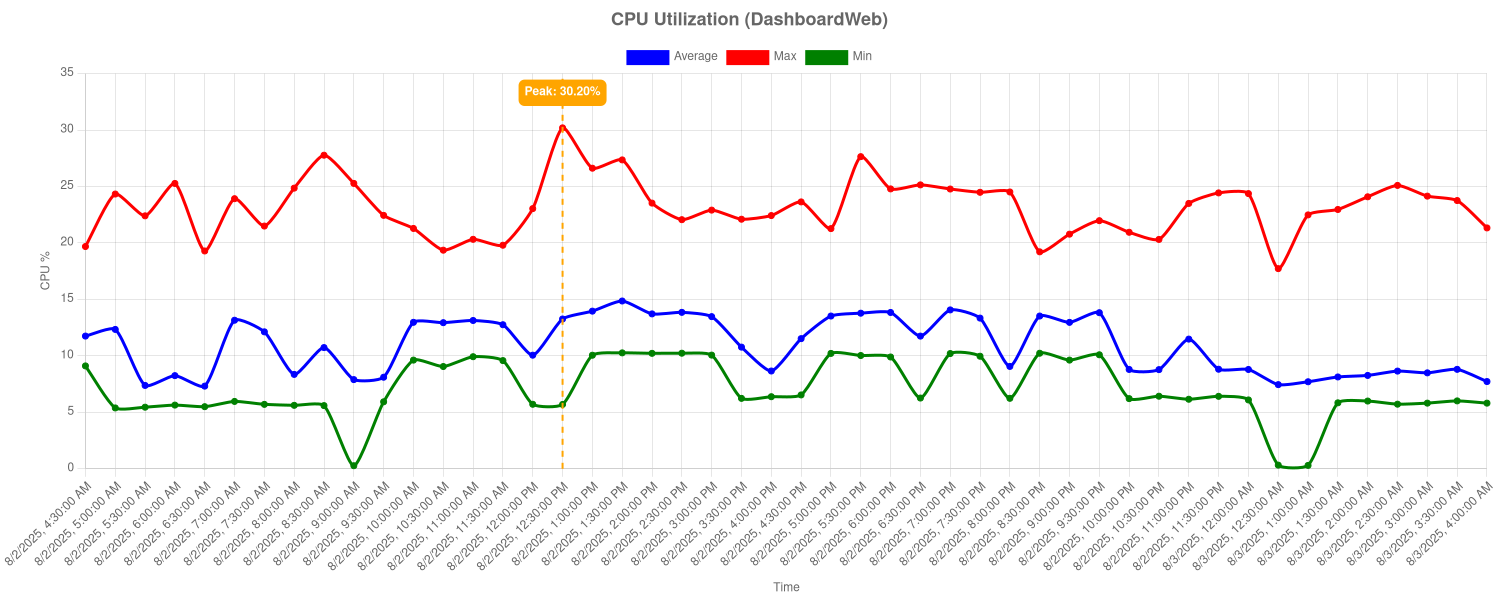 CPU Utilization (DashboardWeb)
Average Max Min
Peak: 30.20%
35
30
25
20
15
10
5
0
CPU %
8/2/2025, 4:30:00 AM
8/2/2025, 5:00:00 AM
8/2/2025, 5:30:00 AM
8/2/2025, 6:00:00 AM
8/2/2025, 6:30:00 AM
8/2/2025, 7:00:00 AM
8/2/2025, 7:30:00 AM
8/2/2025, 8:00:00 AM
8/2/2025, 8:30:00 AM
8/2/2025, 9:00:00 AM
8/2/2025, 9:30:00 AM
8/2/2025, 10:00:00 AM
8/2/2025, 10:30:00 AM
8/2/2025, 11:00:00 AM
8/2/2025, 11:30:00 AM
8/2/2025, 12:00:00 PM
8/2/2025, 12:30:00 PM
8/2/2025, 1:00:00 PM
8/2/2025, 1:30:00 PM
8/2/2025, 2:00:00 PM
8/2/2025, 2:30:00 PM
8/2/2025, 3:00:00 PM
8/2/2025, 3:30:00 PM
8/2/2025, 4:00:00 PM
8/2/2025, 4:30:00 PM
8/2/2025, 5:00:00 PM
8/2/2025, 5:30:00 PM
8/2/2025, 6:00:00 PM
8/2/2025, 6:30:00 PM
8/2/2025, 7:00:00 PM
8/2/2025, 7:30:00 PM
8/2/2025, 8:00:00 PM
8/2/2025, 8:30:00 PM
8/2/2025, 9:00:00 PM
8/2/2025, 9:30:00 PM
8/2/2025, 10:00:00 PM
8/2/2025, 10:30:00 PM
8/2/2025, 11:00:00 PM
8/2/2025, 11:30:00 PM
8/3/2025, 12:00:00 AM
8/3/2025, 12:30:00 AM
8/3/2025, 1:00:00 AM
8/3/2025, 1:30:00 AM
8/3/2025, 2:00:00 AM
8/3/2025, 2:30:00 AM
8/3/2025, 3:00:00 AM
8/3/2025, 3:30:00 AM
8/3/2025, 4:00:00 AM
Time